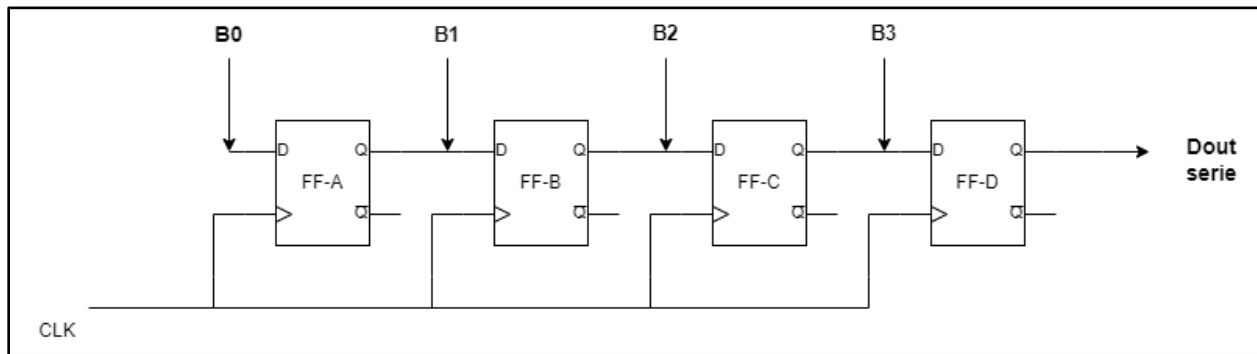 B0 B1 B2 B3
D Q D Q D Q D Q
Dout
serie
FF-A FF-B FF-C FF-D
Q Q Q Q
CLK